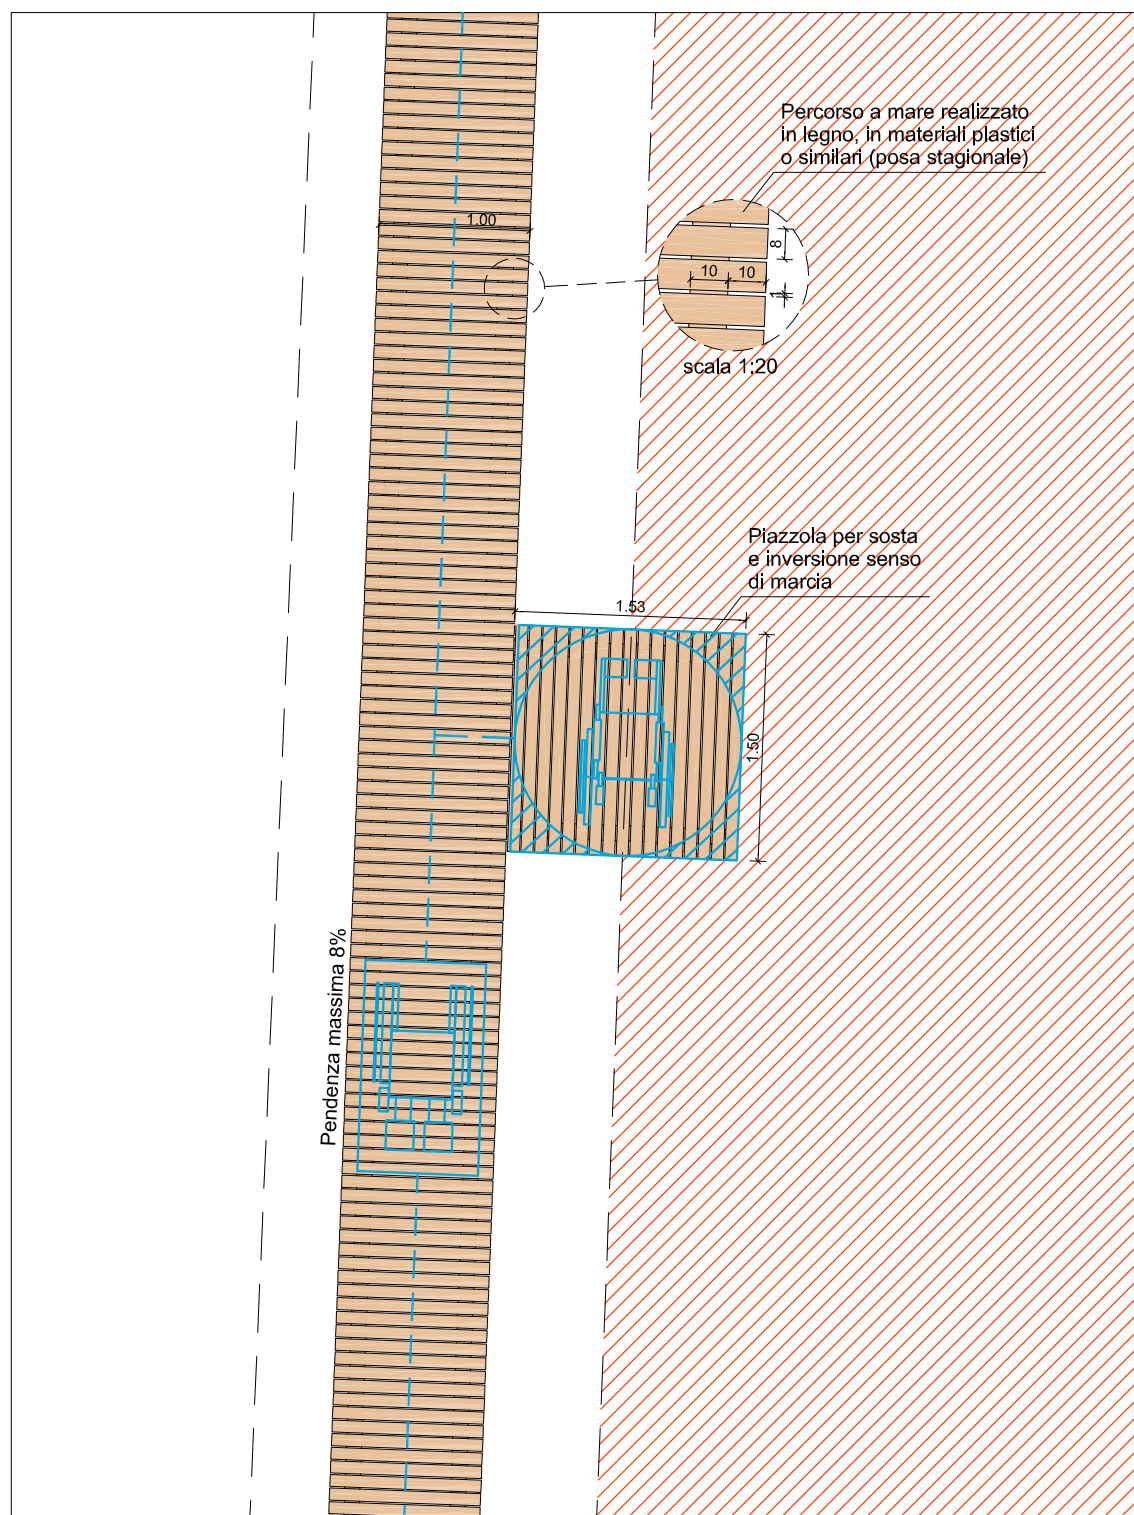 Percorso a mare realizzato
in legno, in materiali plastici
o similari (posa stagionale)
1.00
8
10 10
1
scala 1:20
Piazzola per sosta
e inversione senso
di marcia
1.53
1.50
Pendenza massima 8%